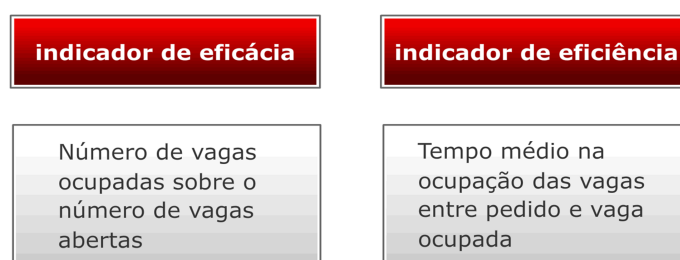 indicador de eficácia
Número de vagas
ocupadas sobre o
número de vagas
abertas
indicador de eficiência
Tempo médio na
ocupação das vagas
entre pedido e vaga
ocupada